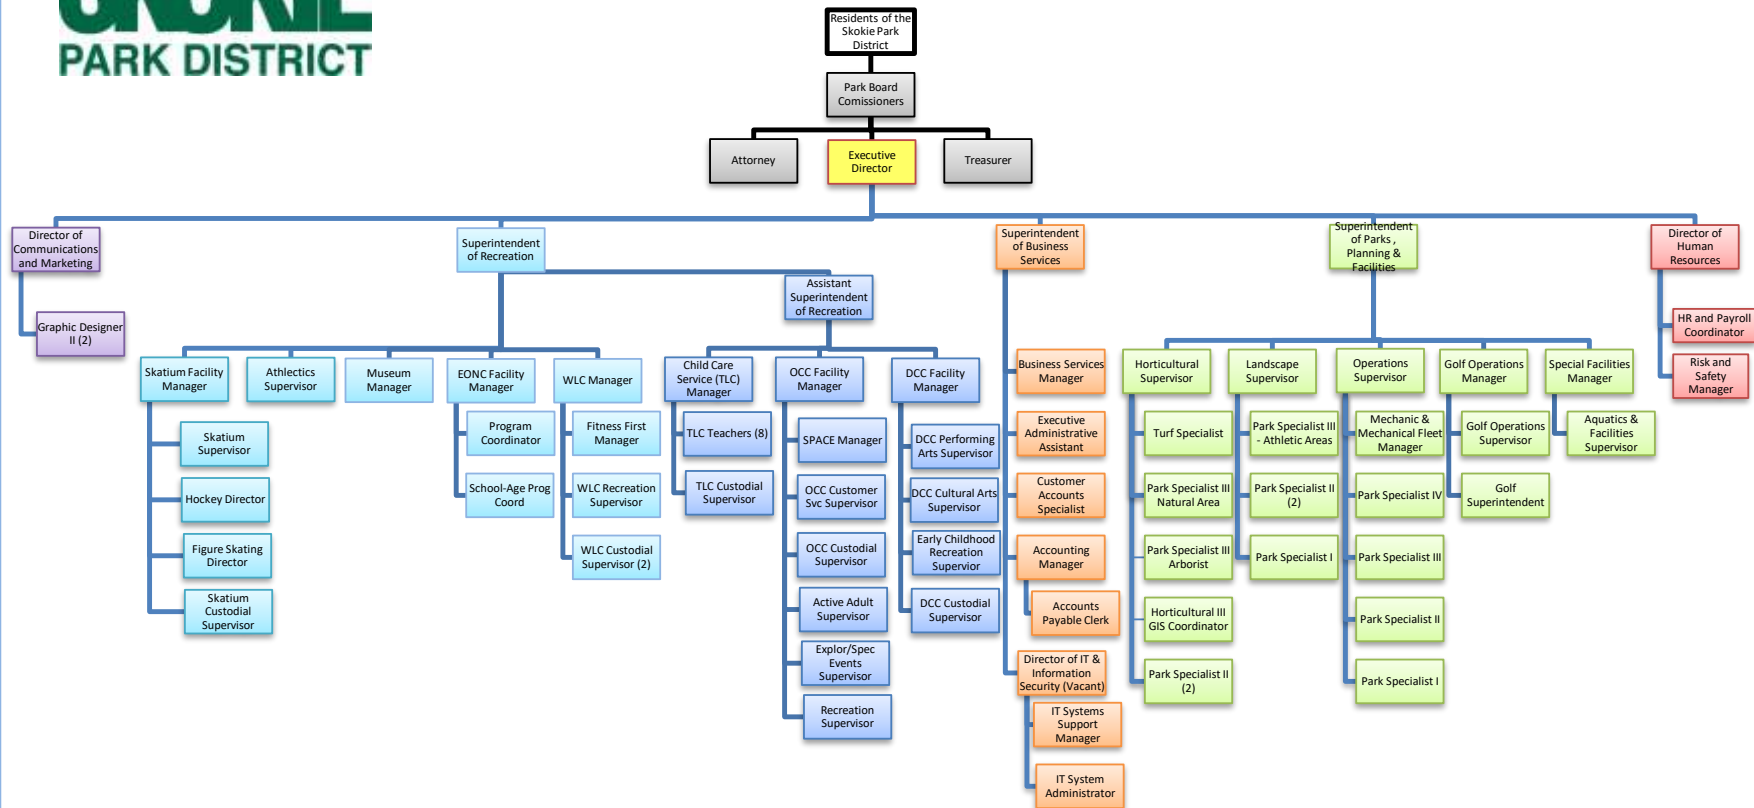 PARK DISTRICT
Residents of the
Skokie Park
District
Park Board
Comissioners
Attorney
Executive
Director
Treasurer
Director of
Communications
and Marketing
Superintendent
of Recreation
Superintendent
of Business
Services
Superintendent
of Parks ,
Planning &
Facilities
Director of
Human
Resources
Assistant
Superintendent
of Recreation
Graphic Designer
II (2)
HR and Payroll
Coordinator
Risk and
Safety
Manager
Skatium Facility
Manager
Athlectics
Supervisor
Museum
Manager
EONC Facility
Manager
WLC Manager
Child Care
Service (TLC)
Manager
OCC Facility
Manager
DCC Facility
Manager
Business Services
Manager
Horticultural
Supervisor
Landscape
Supervisor
Operations
Supervisor
Golf Operations
Manager
Special Facilities
Manager
Skatium
Supervisor
Hockey Director
Figure Skating
Director
Skatium
Custodial
Supervisor
Program
Coordinator
School-Age Prog
Coord
Fitness First
Manager
WLC Recreation
Supervisor
WLC Custodial
Supervisor (2)
TLC Teachers (8)
TLC Custodial
Supervisor
SPACE Manager
OCC Customer
Svc Supervisor
OCC Custodial
Supervisor
Active Adult
Supervisor
Explor/Spec
Events
Supervisor
Recreation
Supervisor
DCC Performing
Arts Supervisor
DCC Cultural Arts
Supervisor
Early Childhood
Recreation
Supervior
DCC Custodial
Supervisor
Executive
Administrative
Assistant
Customer
Accounts
Specialist
Accounting
Manager
Accounts
Payable Clerk
Director of IT &
Information
Security (Vacant)
IT Systems
Support
Manager
IT System
Administrator
Turf Specialist
Park Specialist III
Natural Area
Park Specialist III
Arborist
Horticultural III
GIS Coordinator
Park Specialist II
(2)
Park Specialist III
- Athletic Areas
Park Specialist II
(2)
Park Specialist I
Mechanic &
Mechanical Fleet
Manager
Park Specialist IV
Park Specialist III
Park Specialist II
Park Specialist I
Golf Operations
Supervisor
Golf
Superintendent
Aquatics &
Facilities
Supervisor